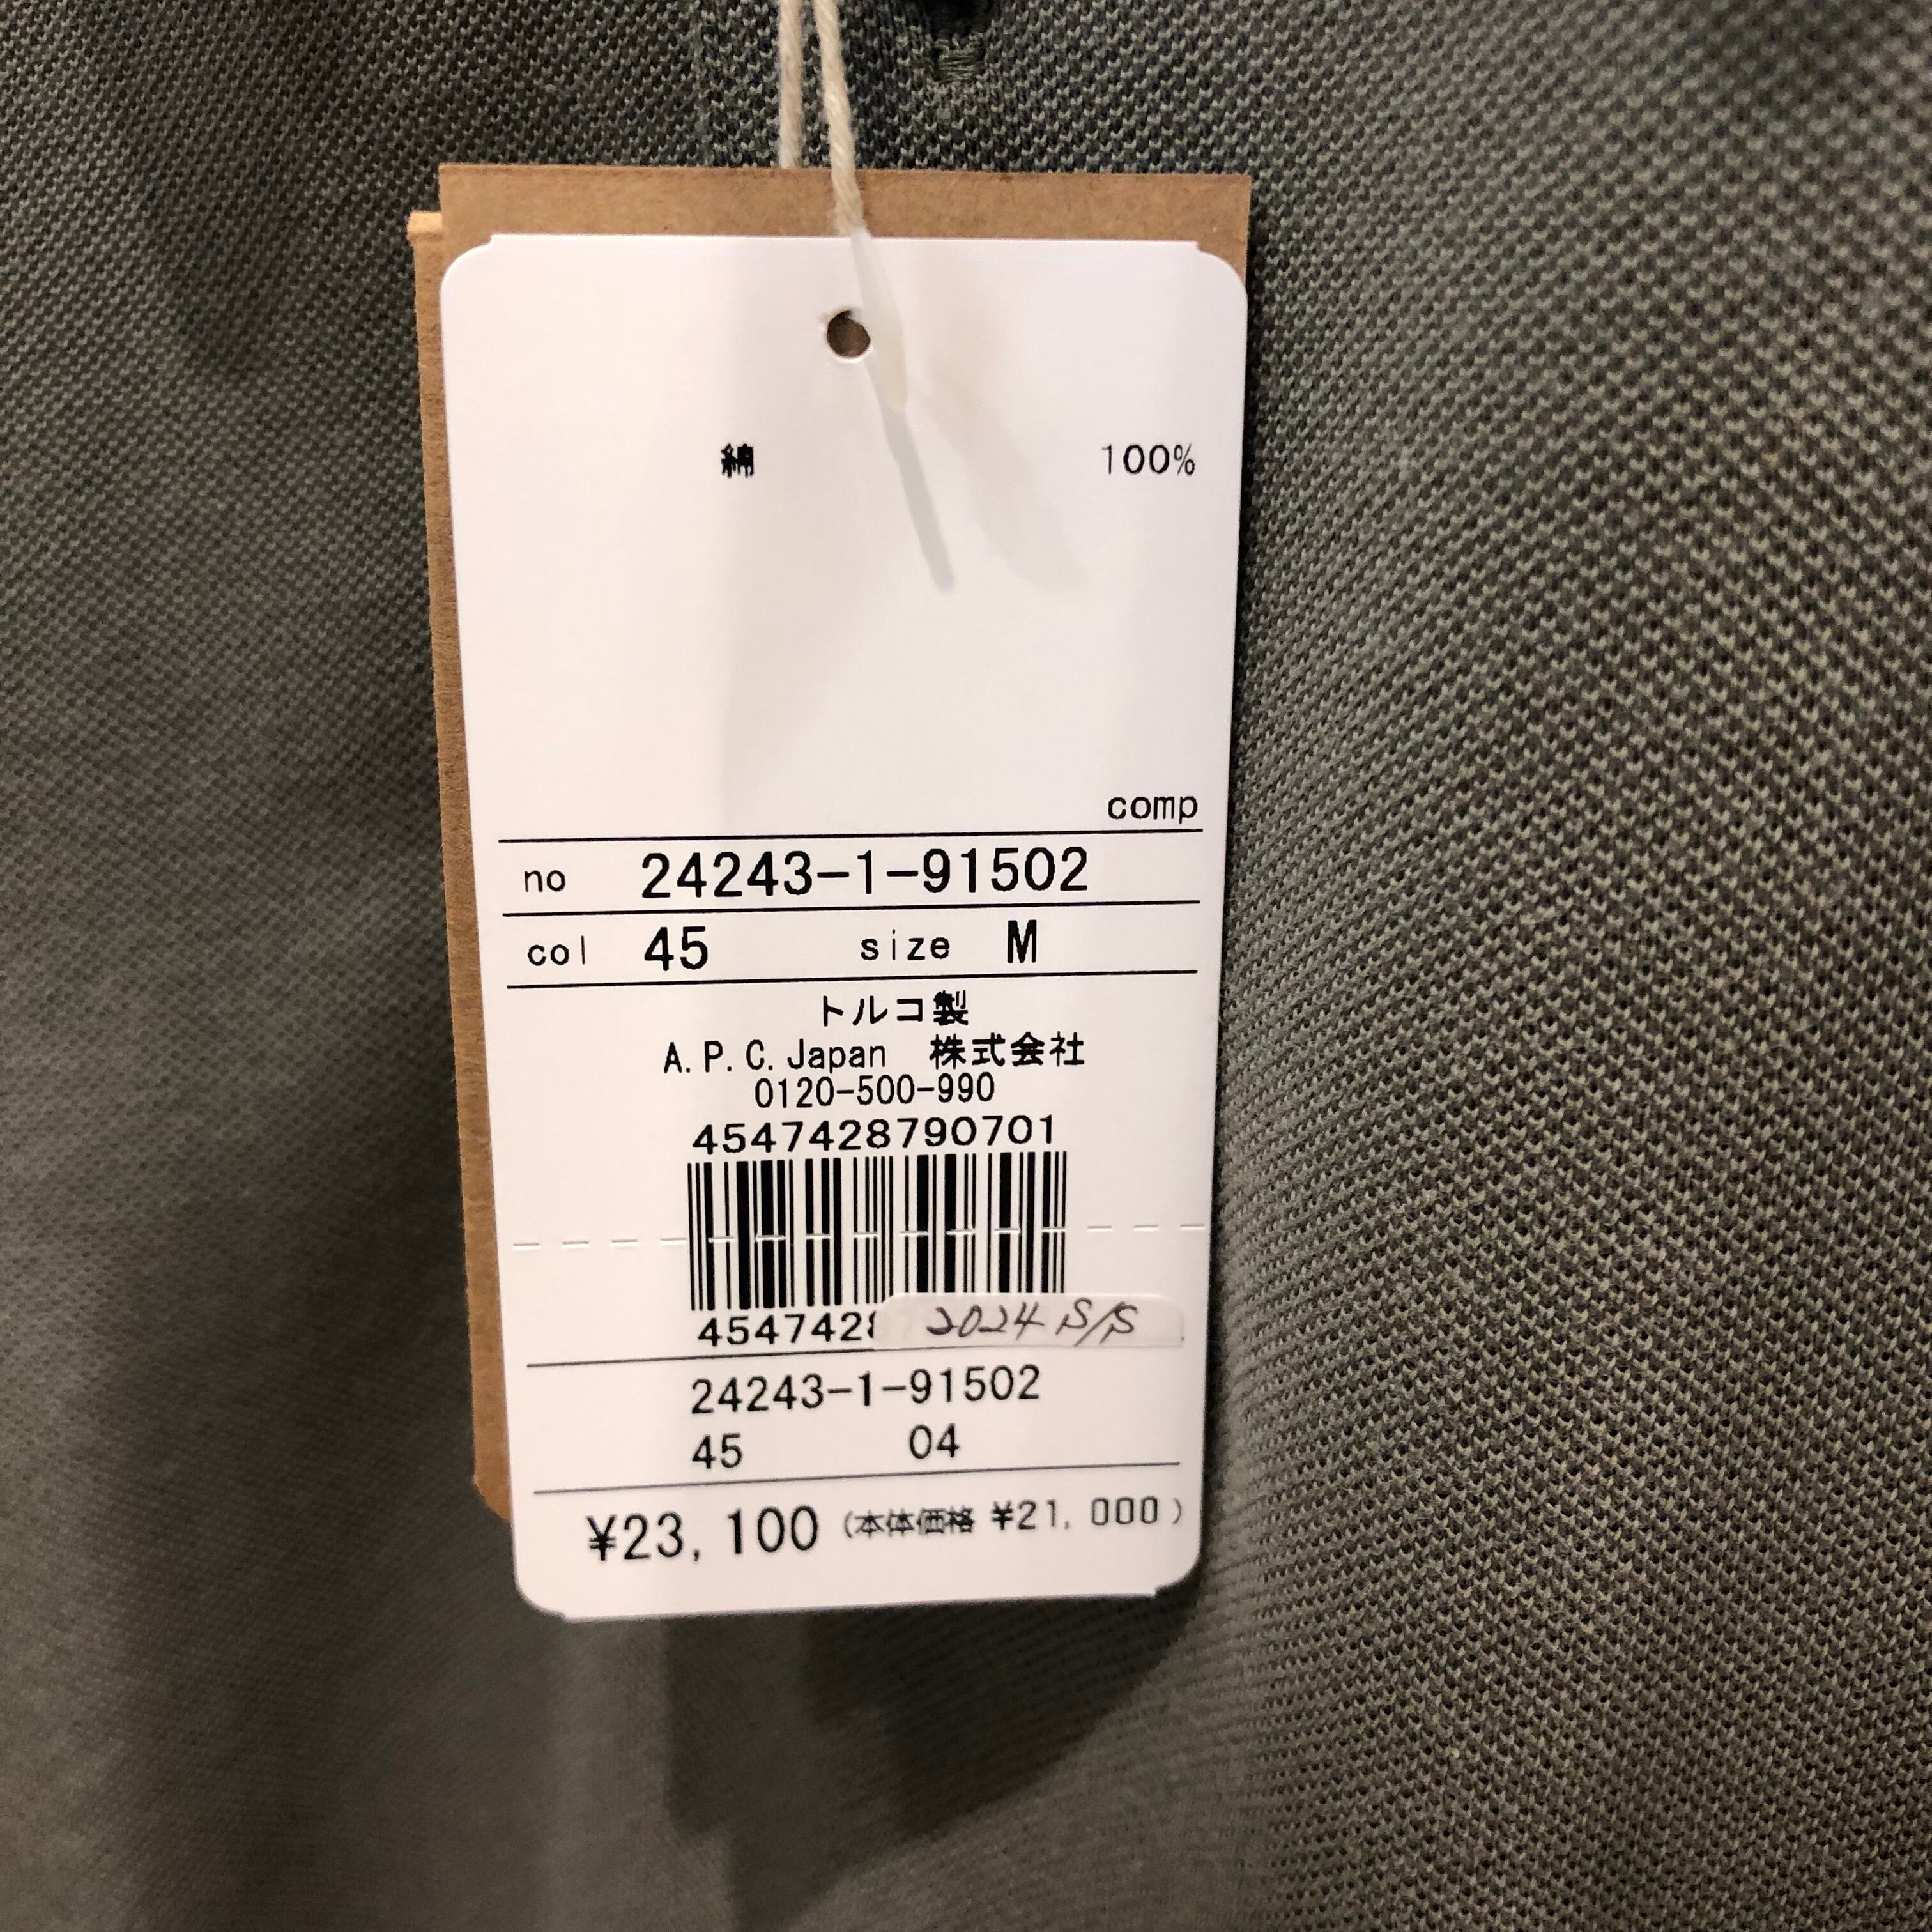 綿 100%
comp
no 24243-1-91502
col 45 size M
トルコ製
A.P.C.Japan 株式会社
0120-500-990
4547428790701
4547428
2024 S/S
24243-1-91502
45 04
¥23,100 (本体価格 ¥21,000)